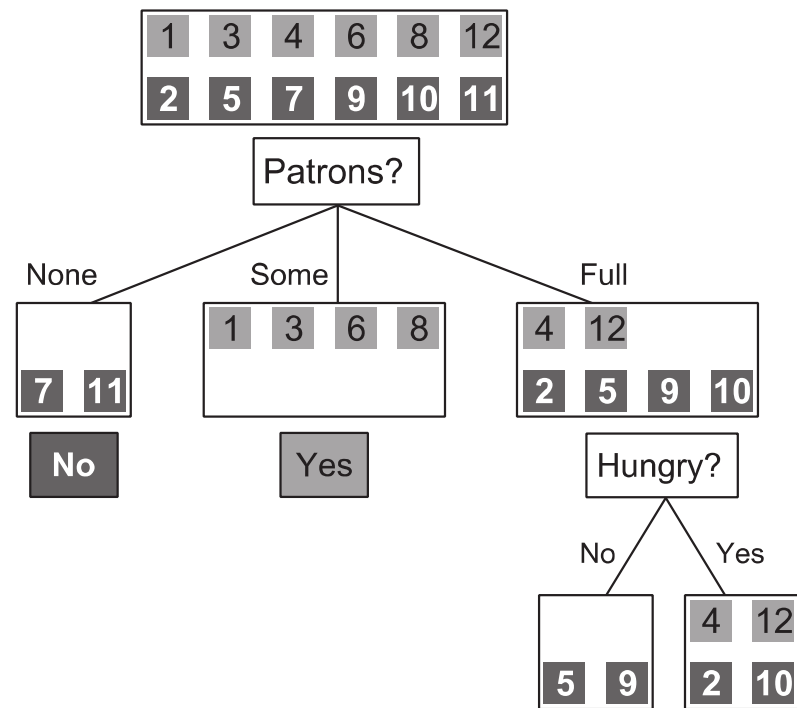 1 3 4 6 8 12
2 5 7 9 10 11
Patrons?
None Some Full
1 3 6 8 4 12
7 11 2 5 9 10
No Yes Hungry?
No Yes
4 12
5 9 2 10